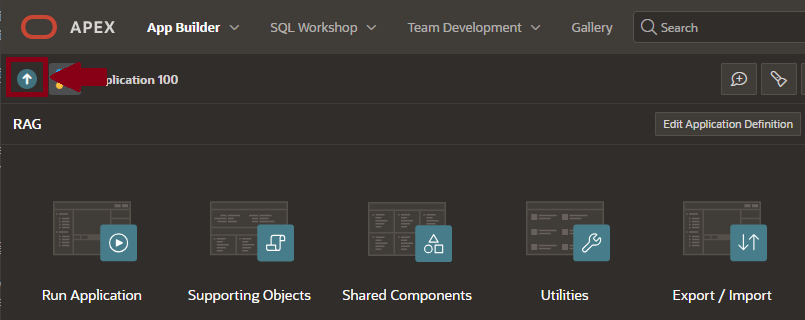 APEX App Builder SQL Workshop Team Development Gallery Search
pplication 100
RAG Edit Application Definition
Run Application Supporting Objects Shared Components Utilities Export / Import